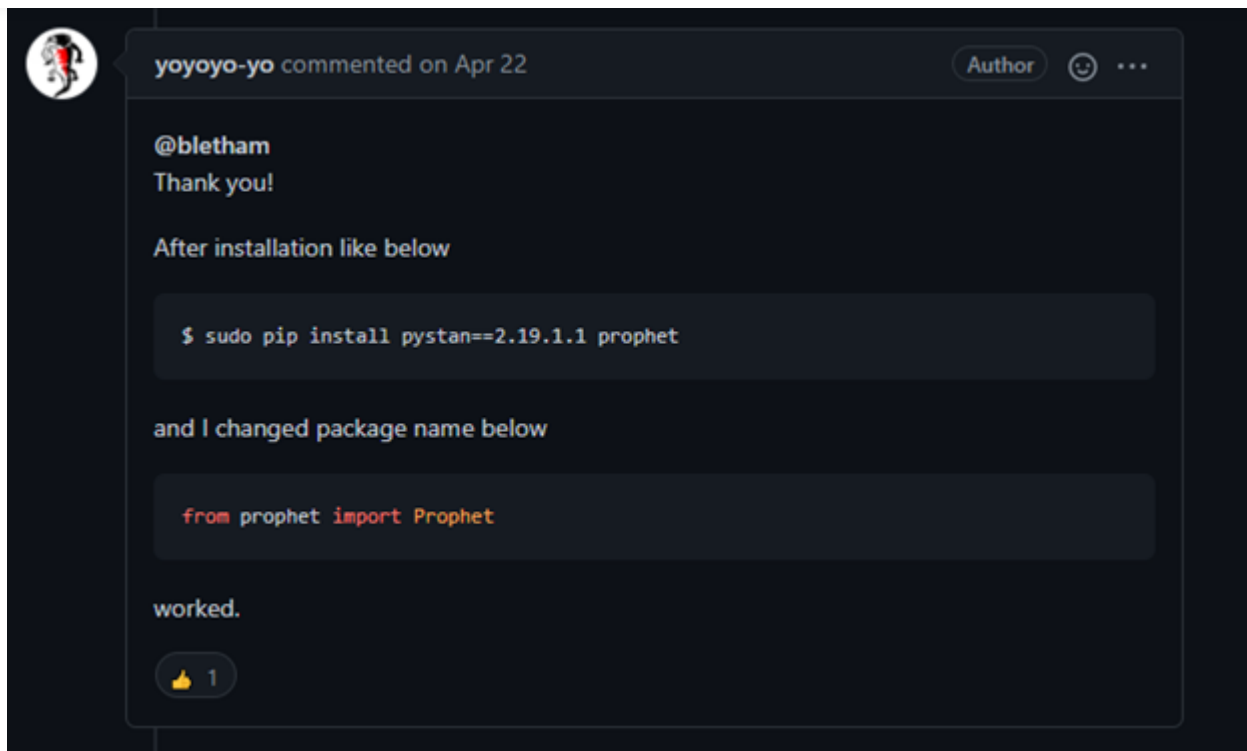 yoyoyo-yo commented on Apr 22
Author
@bletham
Thank you!
After installation like below
$ sudo pip install pystan==2.19.1.1 prophet
and I changed package name below
from prophet import Prophet
worked.
👍 1